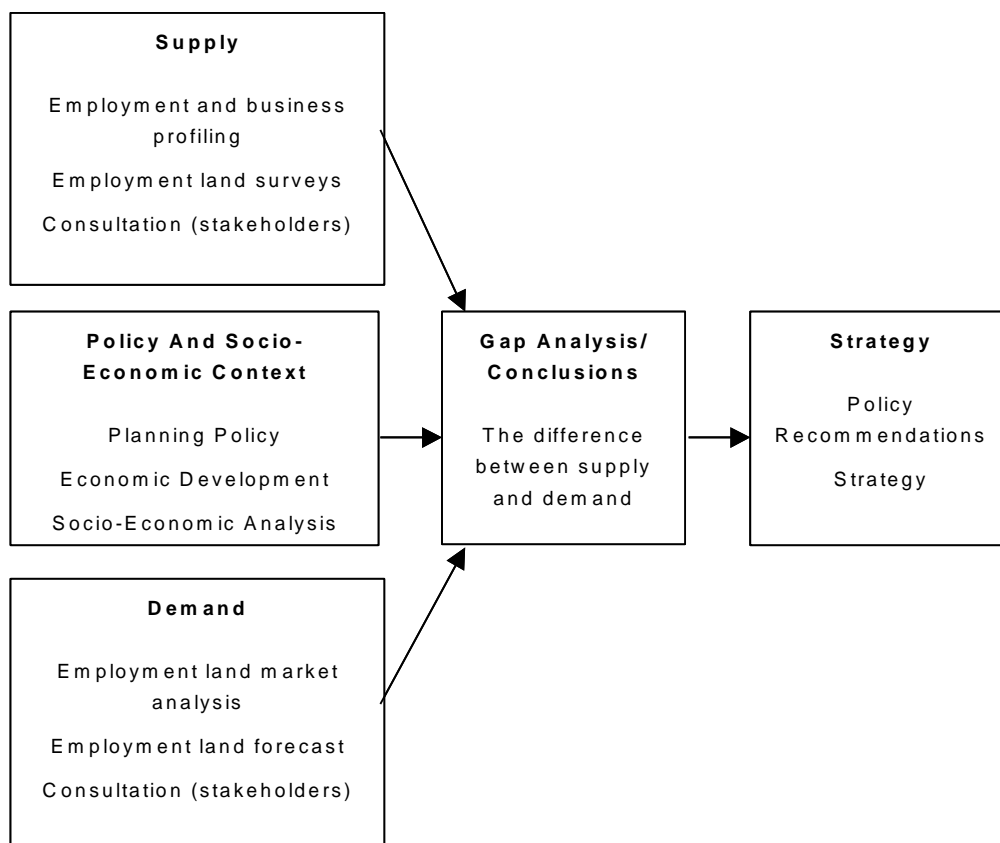 Supply
Employment and business
profiling
Employment land surveys
Consultation (stakeholders)
Policy And Socio-
Economic Context
Planning Policy
Economic Development
Socio-Economic Analysis
Gap Analysis/
Conclusions
The difference
between supply
and demand
Strategy
Policy
Recommendations
Strategy
Demand
Employment land market
analysis
Employment land forecast
Consultation (stakeholders)